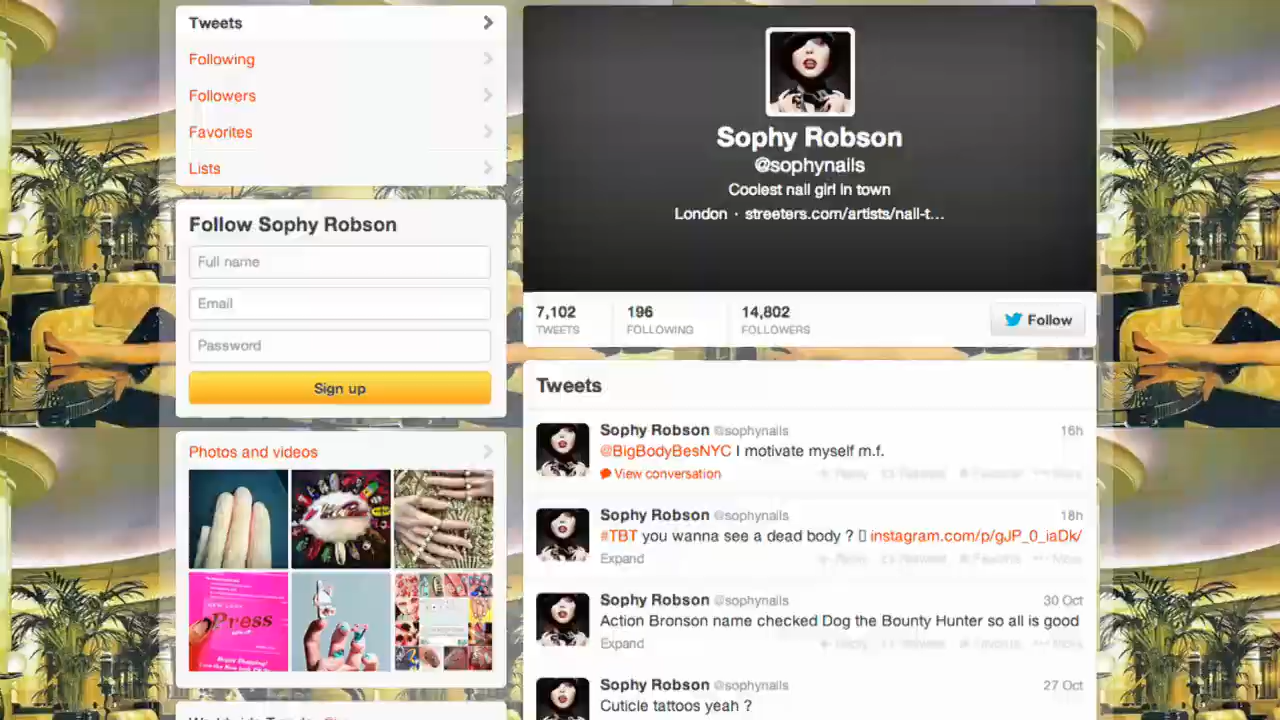 Tweets
Following
Followers
Favorites
Lists
Follow Sophy Robson
Full name
Email
Password
Sign up
Photos and videos
Press
Sophy Robson
@sophynails
Coolest nail girl in town
London · streeters.com/artists/nail-t...
7,102 TWEETS
196 FOLLOWING
14,802 FOLLOWERS
Follow
Tweets
Sophy Robson @sophynails 16h
@BigBodyBesNYC I motivate myself m.f.
View conversation
Sophy Robson @sophynails 18h
#TBT you wanna see a dead body ? instagram.com/p/gJP_0_iaDk/
Expand
Sophy Robson @sophynails 30 Oct
Action Bronson name checked Dog the Bounty Hunter so all is good
Expand
Sophy Robson @sophynails 27 Oct
Cuticle tattoos yeah ?